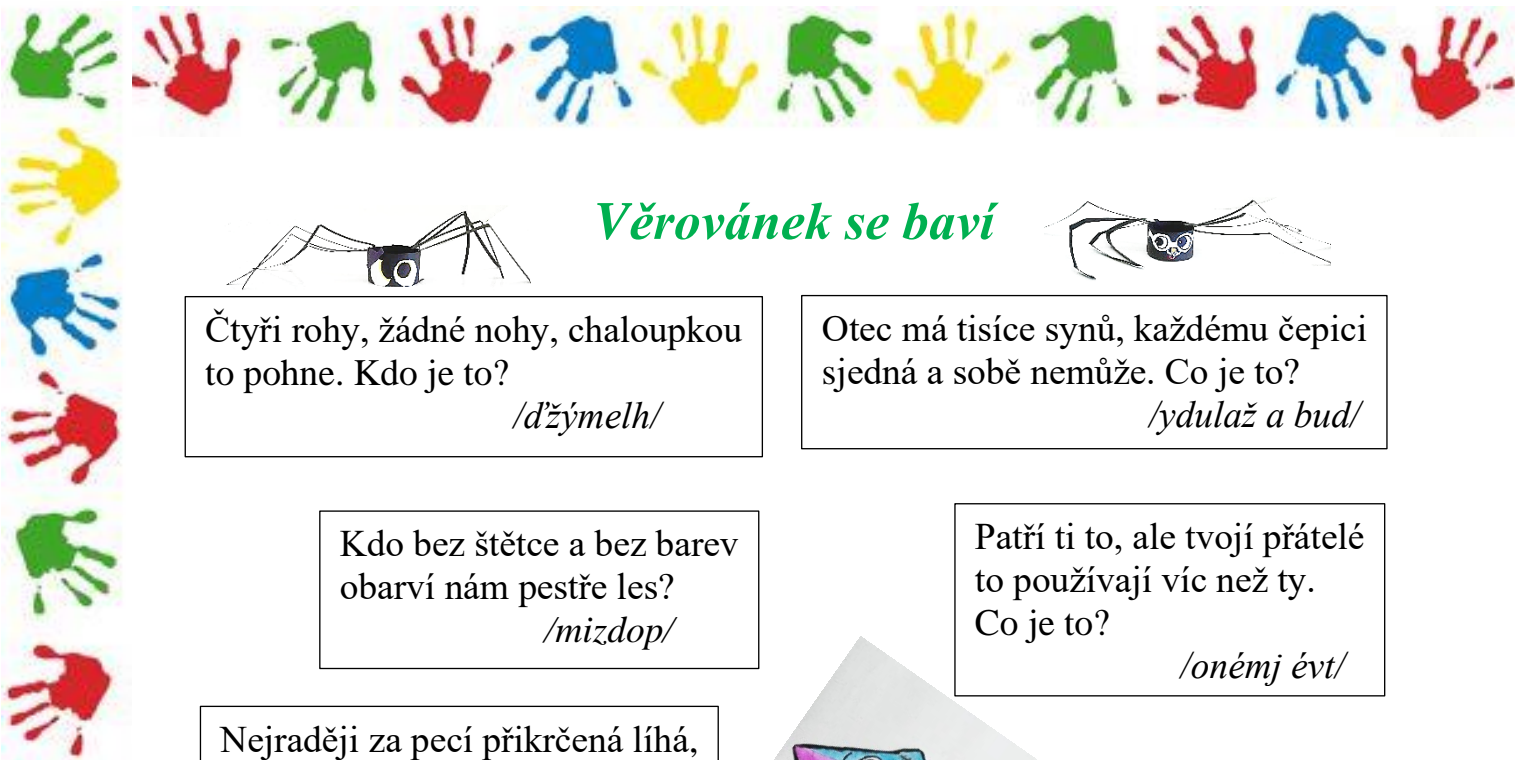 Věrovánek se baví
Čtyři rohy, žádné nohy, chaloupkou
to pohne. Kdo je to?
/ďžýmelh/
Otec má tisíce synů, každému čepici
sjedná a sobě nemůže. Co je to?
/ydulaž a bud/
Kdo bez štětce a bez barev
obarví nám pestře les?
/mizdop/
Patří ti to, ale tvojí přátelé
to používají víc než ty.
Co je to?
/onémj évt/
Nejraději za pecí přikrčená líhá,